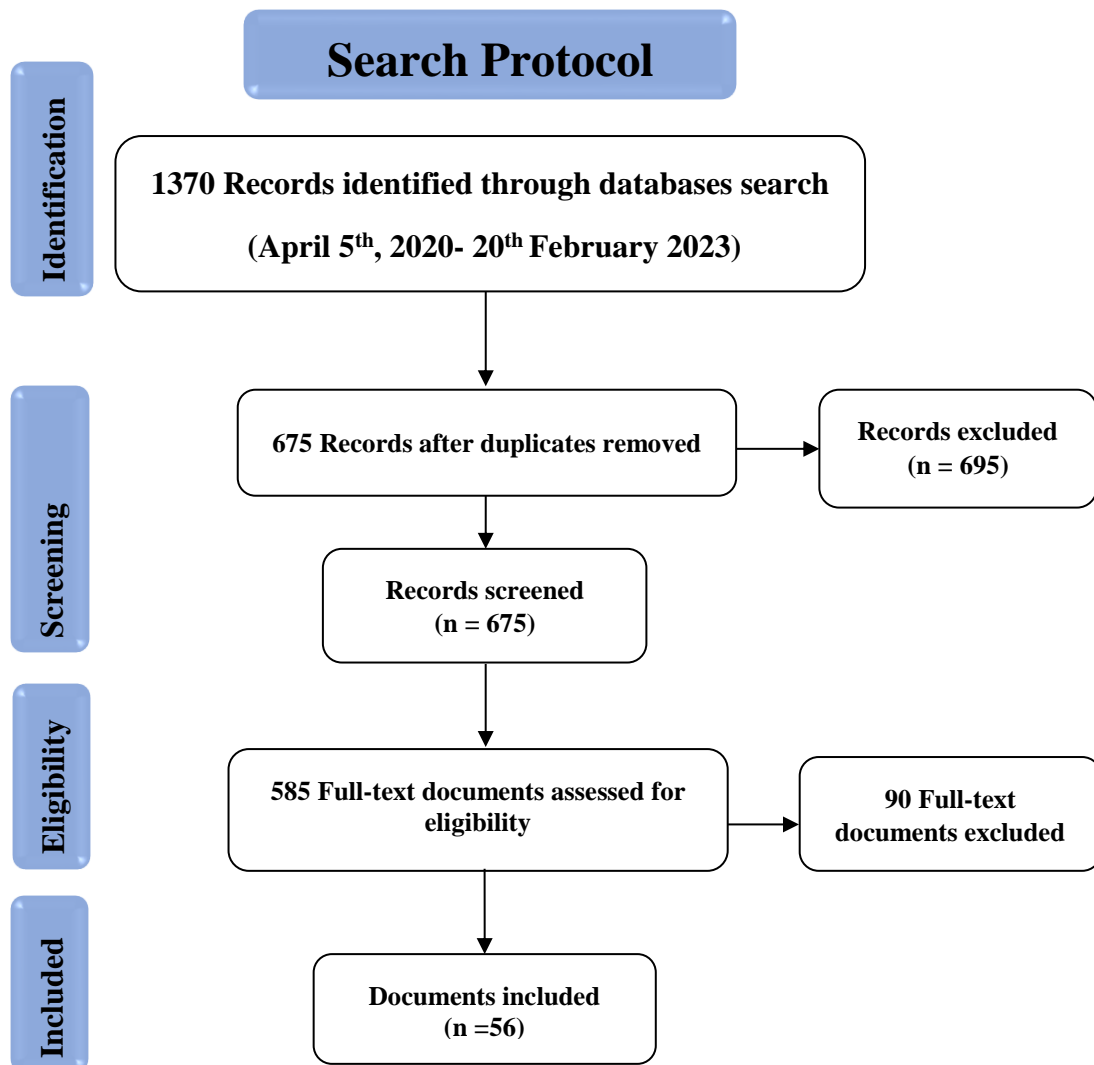 Search Protocol
Identification
1370 Records identified through databases search
(April 5th, 2020- 20th February 2023)
Screening
675 Records after duplicates removed
Records excluded
(n = 695)
Records screened
(n = 675)
Eligibility
585 Full-text documents assessed for
eligibility
90 Full-text
documents excluded
Included
Documents included
(n =56)